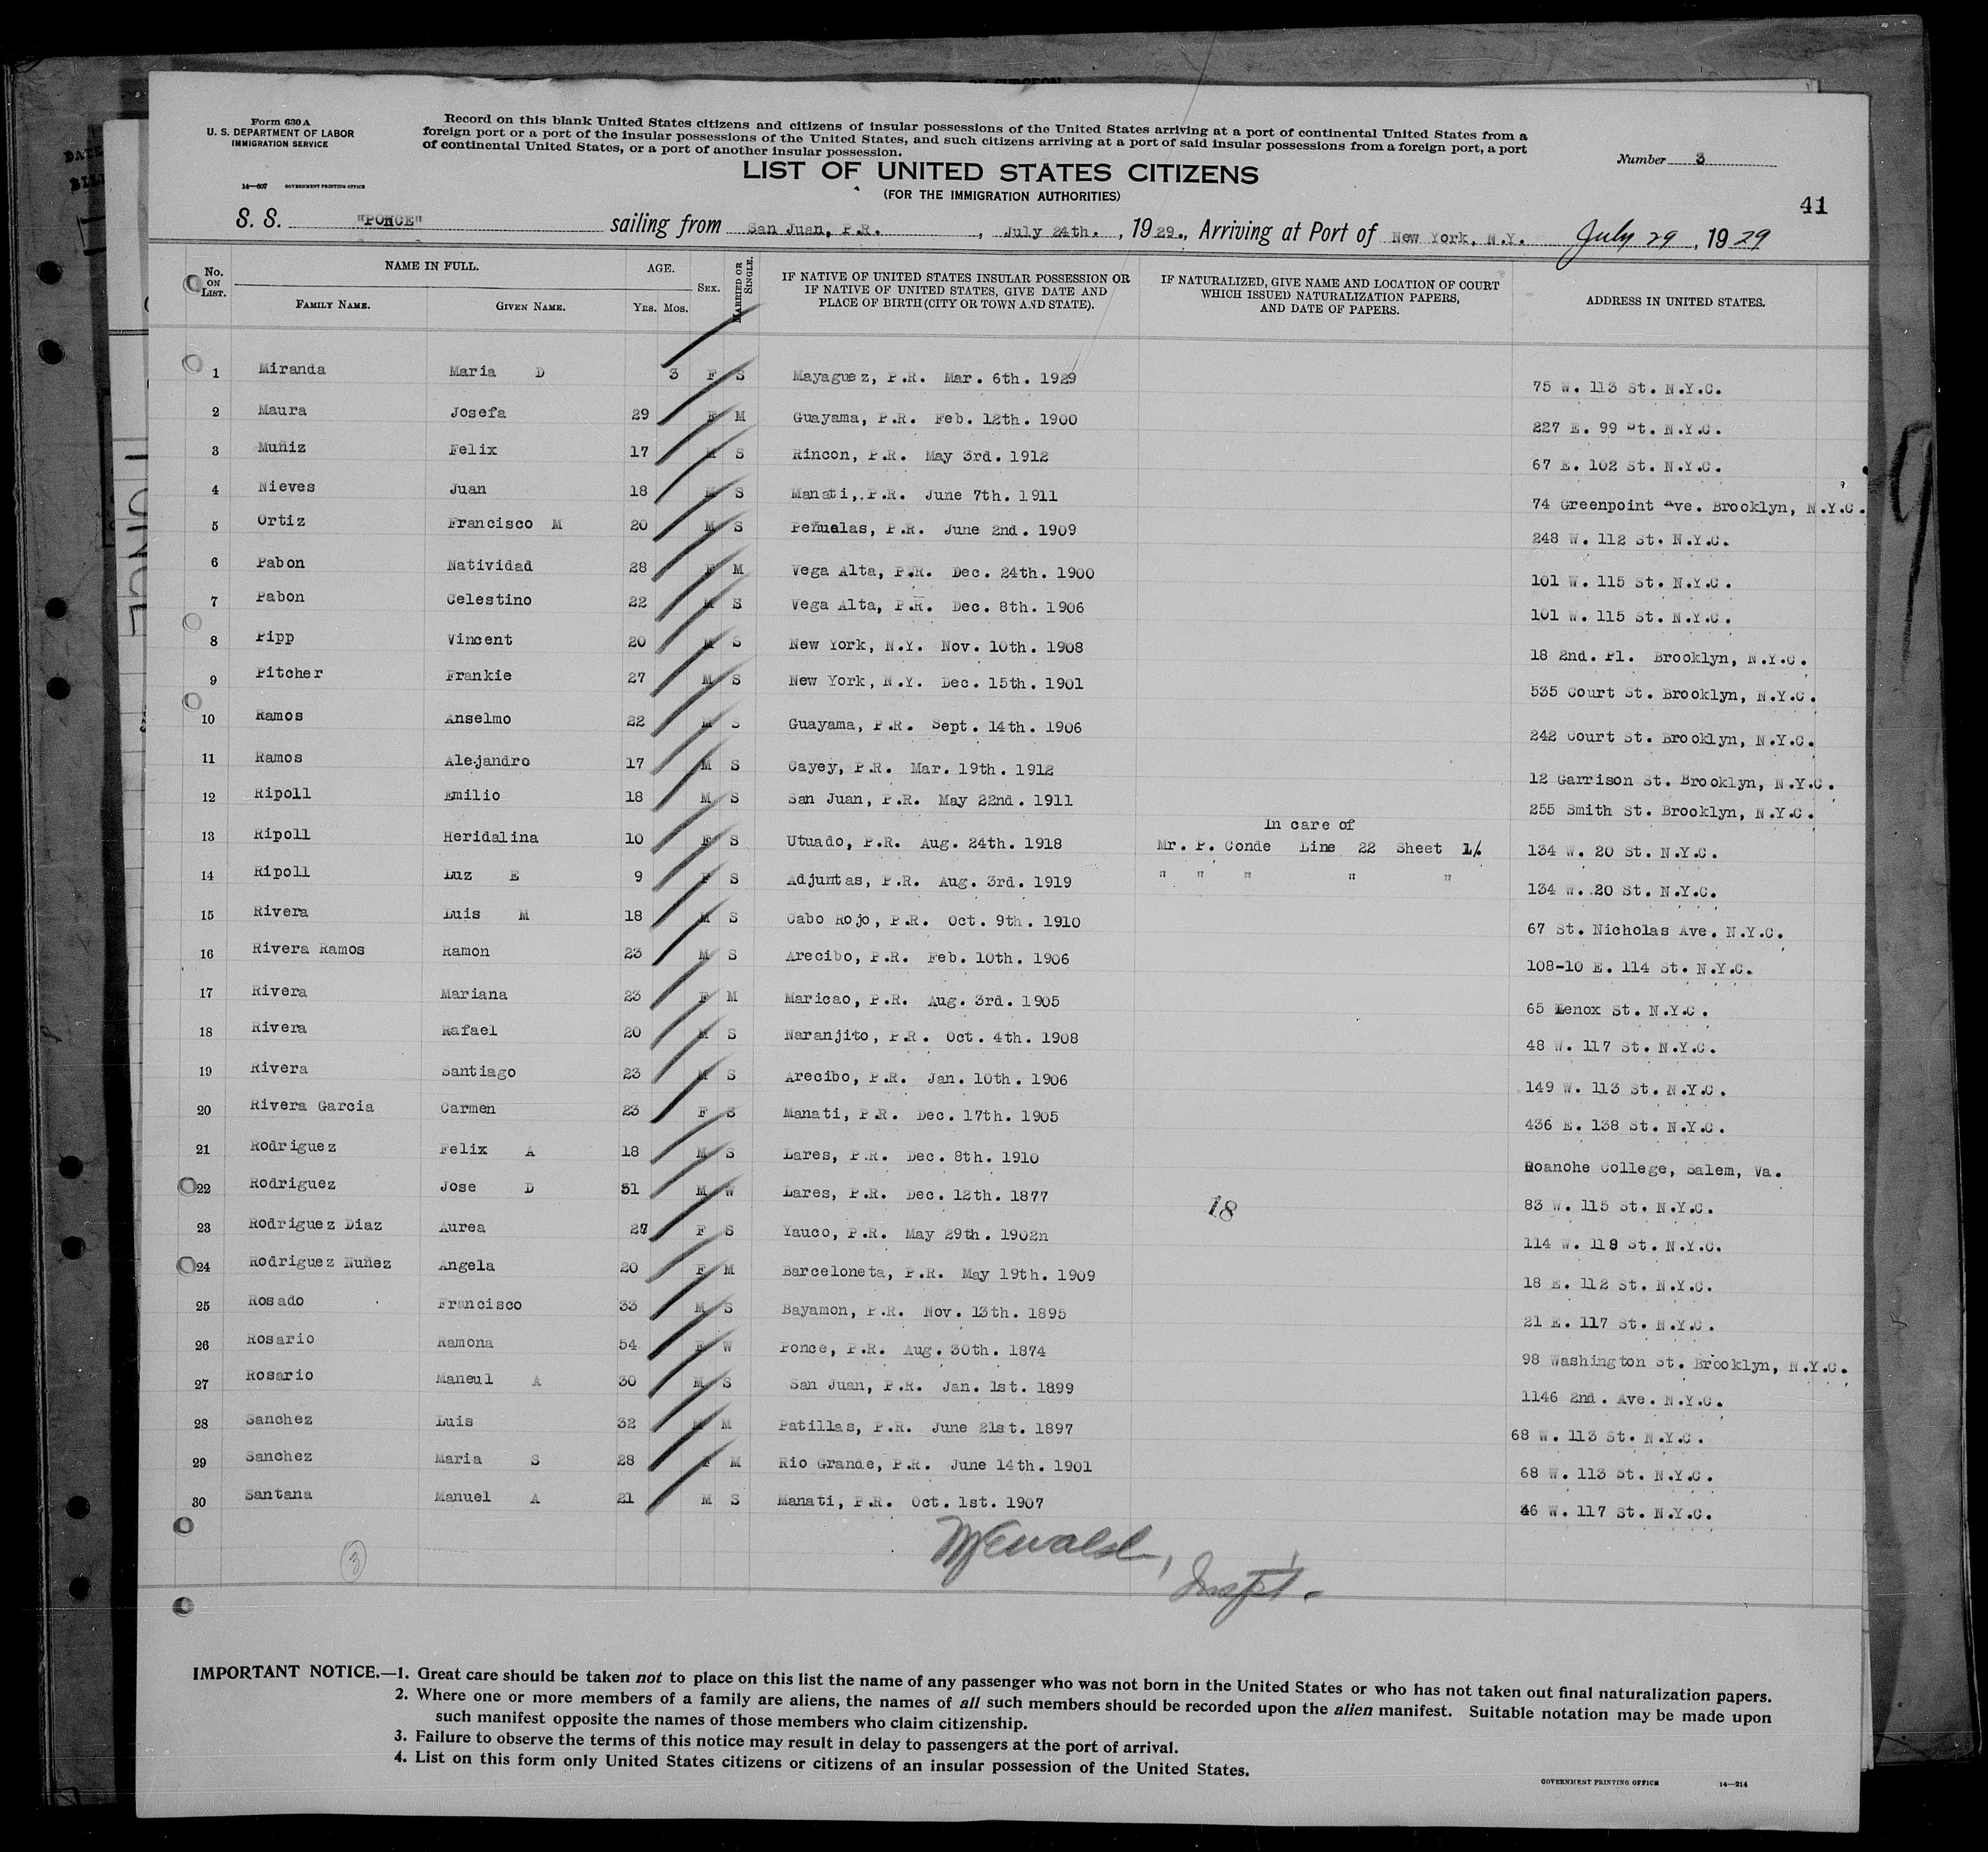 Form 630 A
U. S. DEPARTMENT OF LABOR
IMMIGRATION SERVICE
14—607 GOVERNMENT PRINTING OFFICE
Record on this blank United States citizens and citizens of insular possessions of the United States arriving at a port of continental United States from a
foreign port or a port of the insular possessions of the United States, and such citizens arriving at a port of said insular possessions from a foreign port, a port
of continental United States, or a port of another insular possession.
Number 3
LIST OF UNITED STATES CITIZENS
(FOR THE IMMIGRATION AUTHORITIES)
41
S. S. "PONCE" sailing from San Juan, P.R. , July 24th. , 1929., Arriving at Port of New York, N.Y. July 29 , 1929
No. ON LIST. NAME IN FULL. FAMILY NAME. GIVEN NAME. AGE. Yrs. Mos. SEX. MARRIED OR SINGLE. IF NATIVE OF UNITED STATES INSULAR POSSESSION OR IF NATIVE OF UNITED STATES, GIVE DATE AND PLACE OF BIRTH (CITY OR TOWN AND STATE). IF NATURALIZED, GIVE NAME AND LOCATION OF COURT WHICH ISSUED NATURALIZATION PAPERS, AND DATE OF PAPERS. ADDRESS IN UNITED STATES.
1 Miranda Maria D 3 F S Mayaguez, P.R. Mar. 6th. 1929 75 W. 113 St. N.Y.C.
2 Maura Josefa 29 F M Guayama, P.R. Feb. 12th. 1900 227 E. 99 St. N.Y.C.
3 Muñiz Felix 17 M S Rincon, P.R. May 3rd. 1912 67 E. 102 St. N.Y.C.
4 Nieves Juan 18 M S Manati, P.R. June 7th. 1911 74 Greenpoint Ave. Brooklyn, N.Y.C.
5 Ortiz Francisco M 20 M S Peñualas, P.R. June 2nd. 1909 248 W. 112 St. N.Y.C.
6 Pabon Natividad 28 F M Vega Alta, P.R. Dec. 24th. 1900 101 W. 115 St. N.Y.C.
7 Pabon Celestino 22 M S Vega Alta, P.R. Dec. 8th. 1906 101 W. 115 St. N.Y.C.
8 Pipp Vincent 20 M S New York, N.Y. Nov. 10th. 1908 18 2nd. Pl. Brooklyn, N.Y.C.
9 Pitcher Frankie 27 M S New York, N.Y. Dec. 15th. 1901 535 Court St. Brooklyn, N.Y.C.
10 Ramos Anselmo 22 M S Guayama, P.R. Sept. 14th. 1906 242 Court St. Brooklyn, N.Y.C.
11 Ramos Alejandro 17 M S Cayey, P.R. Mar. 19th. 1912 12 Garrison St. Brooklyn, N.Y.C.
12 Ripoll Emilio 18 M S San Juan, P.R. May 22nd. 1911 255 Smith St. Brooklyn, N.Y.C.
In care of
13 Ripoll Heridalina 10 F S Utuado, P.R. Aug. 24th. 1918 Mr. P. Conde Line 22 Sheet 1/. 134 W. 20 St. N.Y.C.
14 Ripoll Luz E 9 F S Adjuntas, P.R. Aug. 3rd. 1919 " " " " " 134 W. 20 St. N.Y.C.
15 Rivera Luis M 18 M S Cabo Rojo, P.R. Oct. 9th. 1910 67 St. Nicholas Ave. N.Y.C.
16 Rivera Ramos Ramon 23 M S Arecibo, P.R. Feb. 10th. 1906 108-10 E. 114 St. N.Y.C.
17 Rivera Mariana 23 F M Maricao, P.R. Aug. 3rd. 1905 65 Lenox St. N.Y.C.
18 Rivera Rafael 20 M S Naranjito, P.R. Oct. 4th. 1908 48 W. 117 St. N.Y.C.
19 Rivera Santiago 23 M S Arecibo, P.R. Jan. 10th. 1906 149 W. 113 St. N.Y.C.
20 Rivera Garcia Carmen 23 F S Manati, P.R. Dec. 17th. 1905 436 E. 138 St. N.Y.C.
21 Rodriguez Felix A 18 M S Lares, P.R. Dec. 8th. 1910 Roanohe College, Salem, Va.
22 Rodriguez Jose D 51 M W Lares, P.R. Dec. 12th. 1877 18 83 W. 115 St. N.Y.C.
23 Rodriguez Diaz Aurea 27 F S Yauco, P.R. May 29th. 1902n 114 W. 118 St. N.Y.C.
24 Rodriguez Nuñez Angela 20 F M Barceloneta, P.R. May 19th. 1909 18 E. 112 St. N.Y.C.
25 Rosado Francisco 33 M S Bayamon, P.R. Nov. 13th. 1895 21 E. 117 St. N.Y.C.
26 Rosario Ramona 54 F W Ponce, P.R. Aug. 30th. 1874 98 Washington St. Brooklyn, N.Y.C.
27 Rosario Maneul A 30 M S San Juan, P.R. Jan. 1st. 1899 1146 2nd. Ave. N.Y.C.
28 Sanchez Luis 32 M M Patillas, P.R. June 21st. 1897 68 W. 113 St. N.Y.C.
29 Sanchez Maria S 28 F M Rio Grande, P.R. June 14th. 1901 68 W. 113 St. N.Y.C.
30 Santana Manuel A 21 M S Manati, P.R. Oct. 1st. 1907 46 W. 117 St. N.Y.C.
3
IMPORTANT NOTICE.—1. Great care should be taken not to place on this list the name of any passenger who was not born in the United States or who has not taken out final naturalization papers.
2. Where one or more members of a family are aliens, the names of all such members should be recorded upon the alien manifest. Suitable notation may be made upon
such manifest opposite the names of those members who claim citizenship.
3. Failure to observe the terms of this notice may result in delay to passengers at the port of arrival.
4. List on this form only United States citizens or citizens of an insular possession of the United States.
GOVERNMENT PRINTING OFFICE 14—214